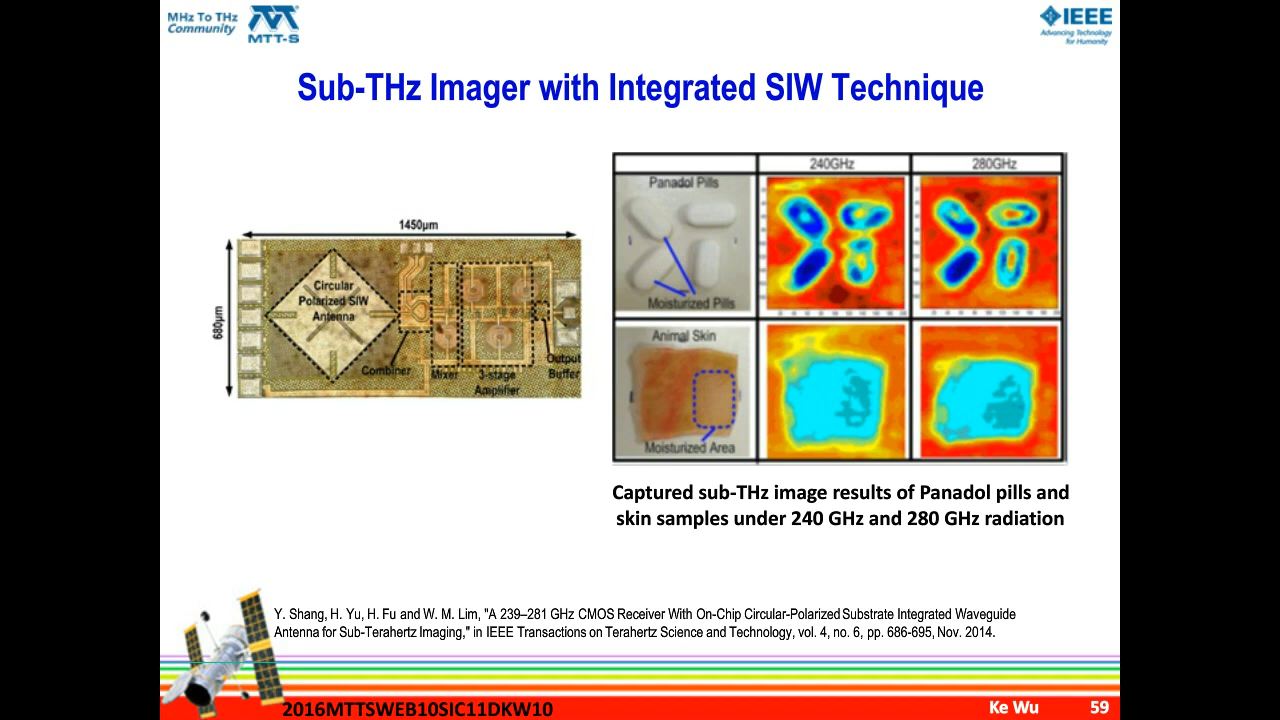 MHz To THz
Community
MTT-S
IEEE
Advancing Technology
for Humanity
Sub-THz Imager with Integrated SIW Technique
1450μm
680μm
Circular
Polarized SIW
Antenna
Combiner
Mixer
3-stage
Amplifier
Output
Buffer
240GHz
280GHz
Panadol Pills
Moisturized Pills
Animal Skin
Moisturized Area
Captured sub-THz image results of Panadol pills and
skin samples under 240 GHz and 280 GHz radiation
Y. Shang, H. Yu, H. Fu and W. M. Lim, "A 239–281 GHz CMOS Receiver With On-Chip Circular-Polarized Substrate Integrated Waveguide
Antenna for Sub-Terahertz Imaging," in IEEE Transactions on Terahertz Science and Technology, vol. 4, no. 6, pp. 686-695, Nov. 2014.
2016MTTSWEB10SIC11DKW10
Ke Wu
59